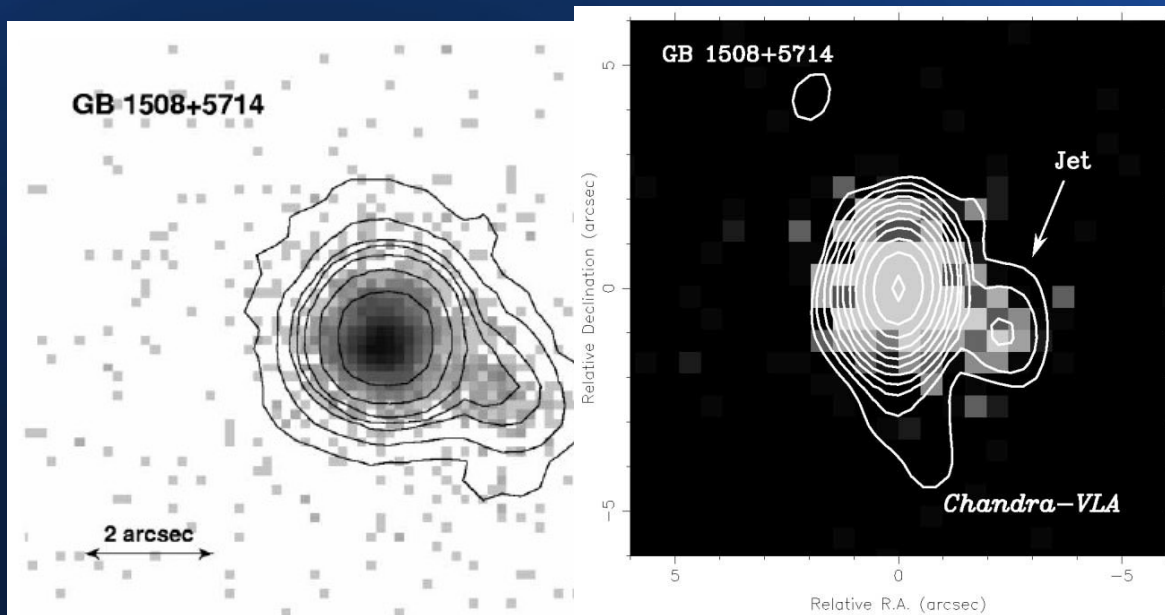 GB 1508+5714
2 arcsec
GB 1508+5714
Jet
Chandra-VLA
Relative Declination (arcsec)
5
0
-5
5
0
-5
Relative R.A. (arcsec)